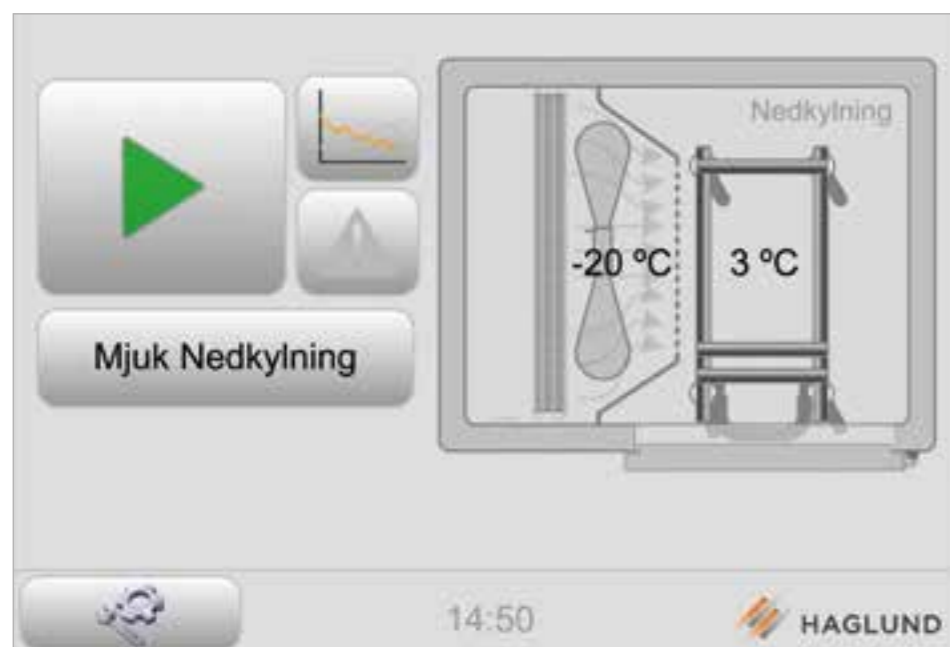 Nedkylning
-20 ºC
3 ºC
Mjuk Nedkylning
14:50
HAGLUND